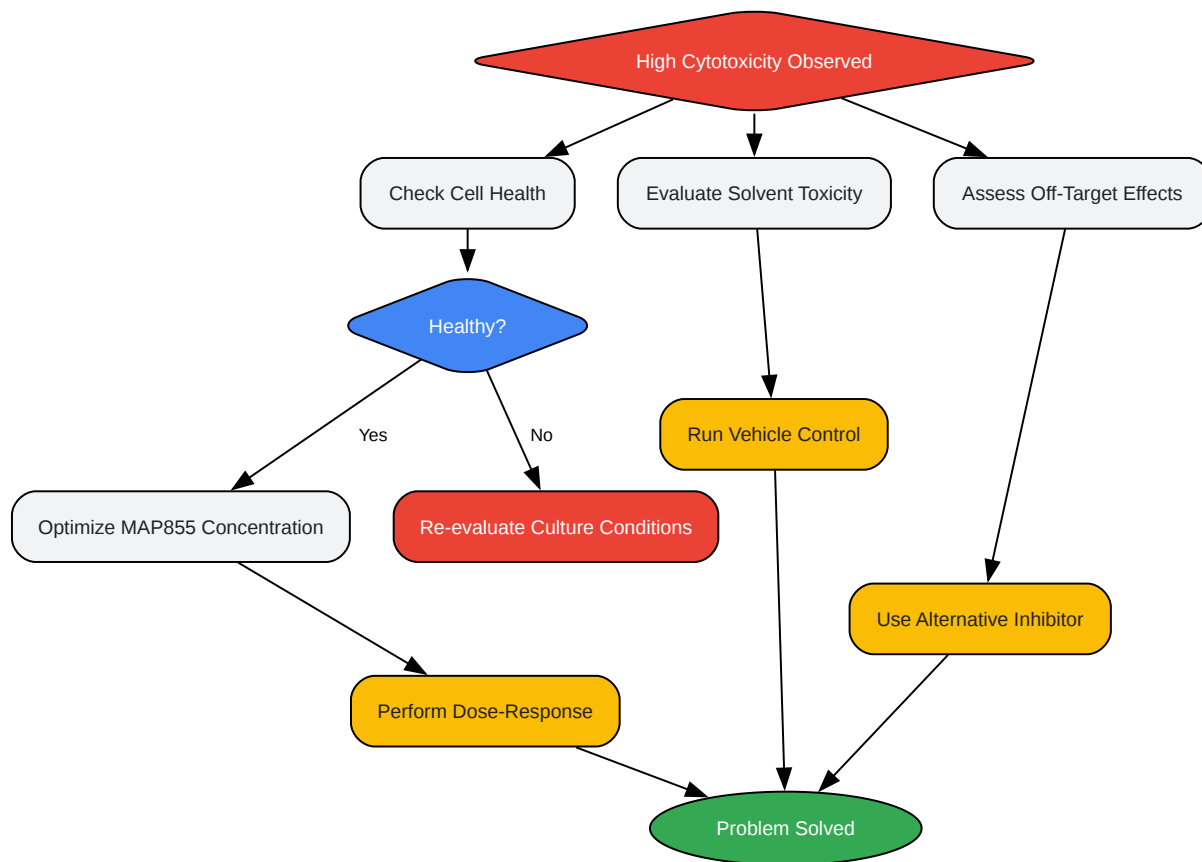 High Cytotoxicity Observed
Check Cell Health
Evaluate Solvent Toxicity
Assess Off-Target Effects
Healthy?
Yes
No
Run Vehicle Control
Optimize MAP855 Concentration
Re-evaluate Culture Conditions
Use Alternative Inhibitor
Perform Dose-Response
Problem Solved